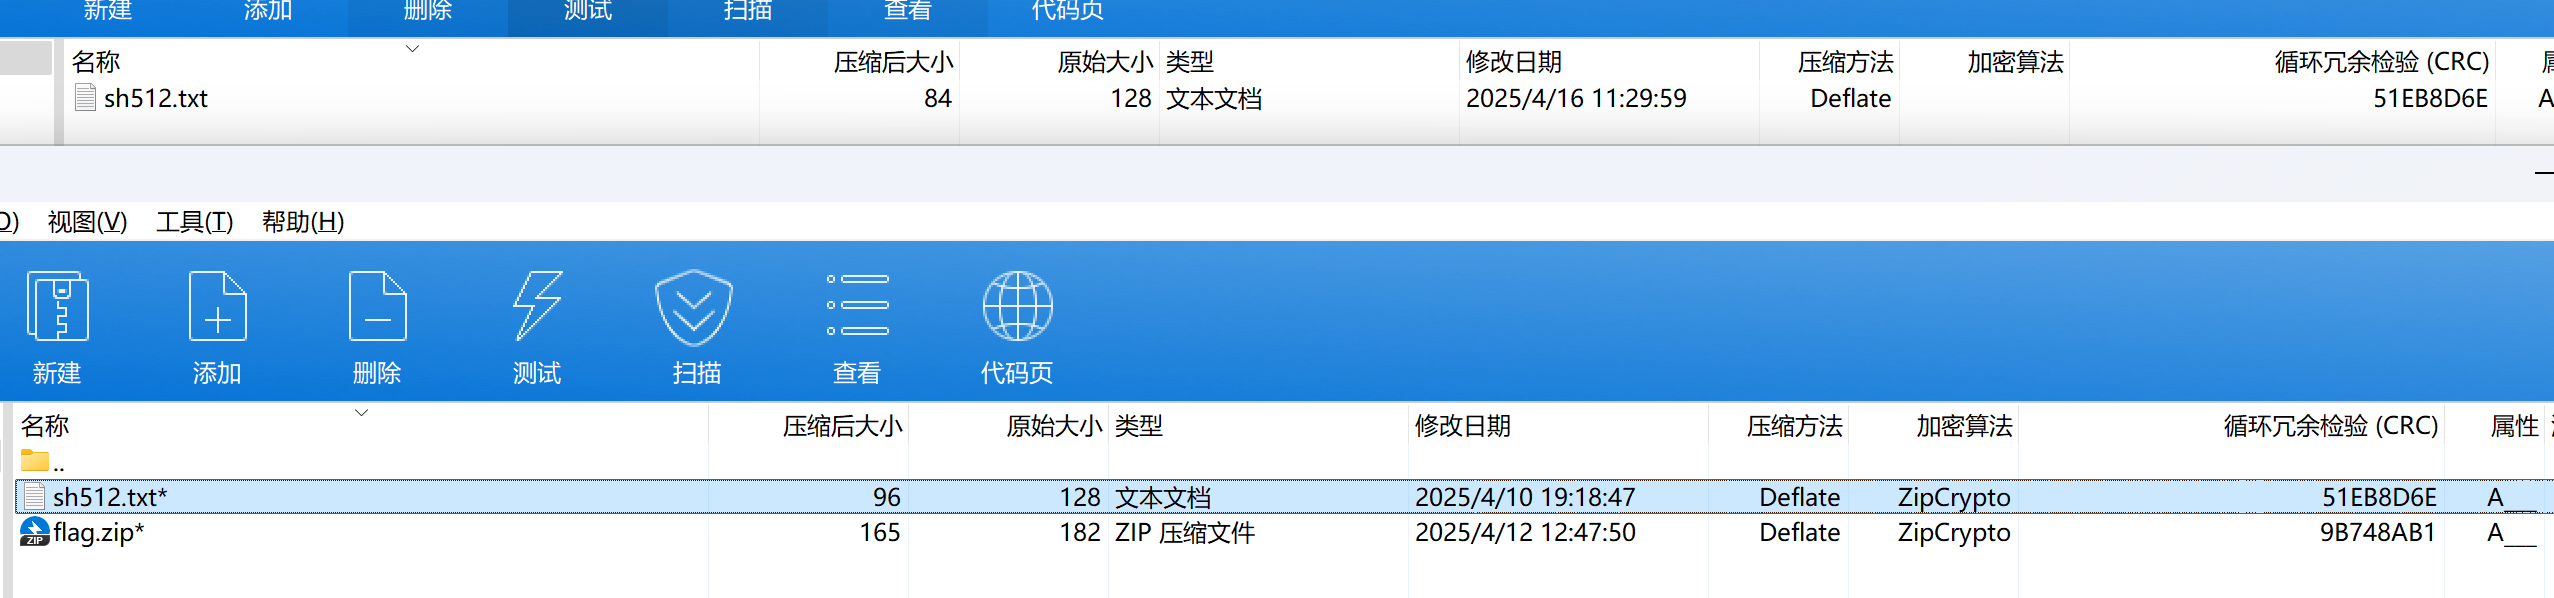 新建 添加 删除 测试 扫描 查看 代码页
名称 压缩后大小 原始大小 类型 修改日期 压缩方法 加密算法 循环冗余检验 (CRC)
sh512.txt 84 128 文本文档 2025/4/16 11:29:59 Deflate 51EB8D6E A
O) 视图(V) 工具(T) 帮助(H)
新建 添加 删除 测试 扫描 查看 代码页
名称 压缩后大小 原始大小 类型 修改日期 压缩方法 加密算法 循环冗余检验 (CRC) 属性
..
sh512.txt* 96 128 文本文档 2025/4/10 19:18:47 Deflate ZipCrypto 51EB8D6E A___
ZIP flag.zip* 165 182 ZIP 压缩文件 2025/4/12 12:47:50 Deflate ZipCrypto 9B748AB1 A___